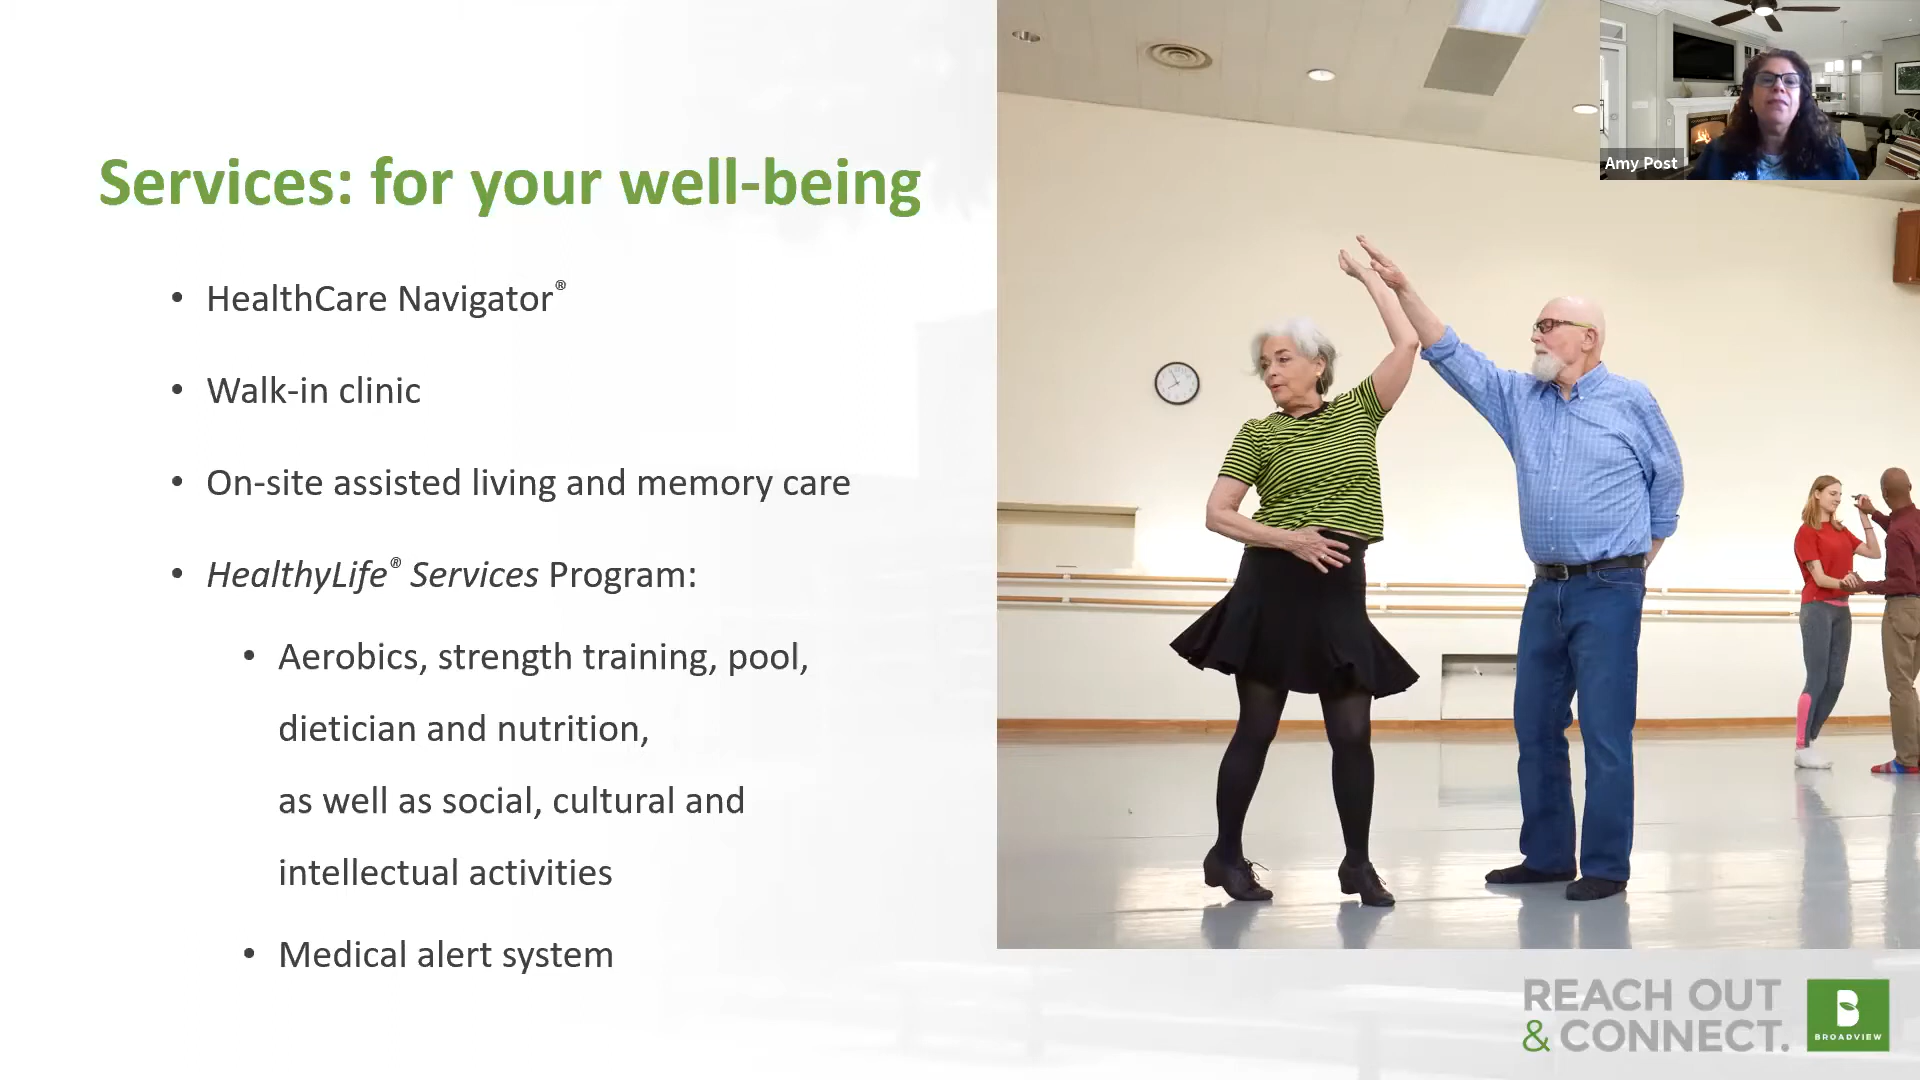 Services: for your well-being
• HealthCare Navigator®
• Walk-in clinic
• On-site assisted living and memory care
• HealthyLife® Services Program:
• Aerobics, strength training, pool,
dietician and nutrition,
as well as social, cultural and
intellectual activities
• Medical alert system
Amy Post
REACH OUT
& CONNECT.
B
BROADVIEW